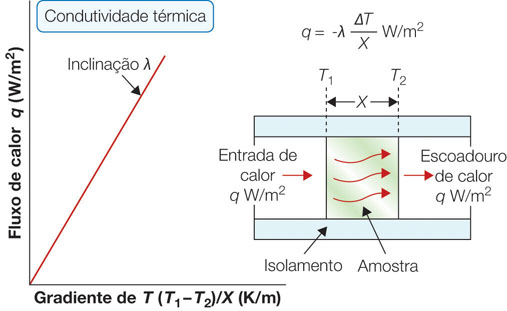 Condutividade térmica
Inclinação λ
Fluxo de calor q (W/m²)
Gradiente de T (T₁–T₂)/X (K/m)
q = -λ ΔT/X W/m²
T₁
T₂
X
Entrada de
calor
q W/m²
Escoadouro
de calor
q W/m²
Isolamento
Amostra